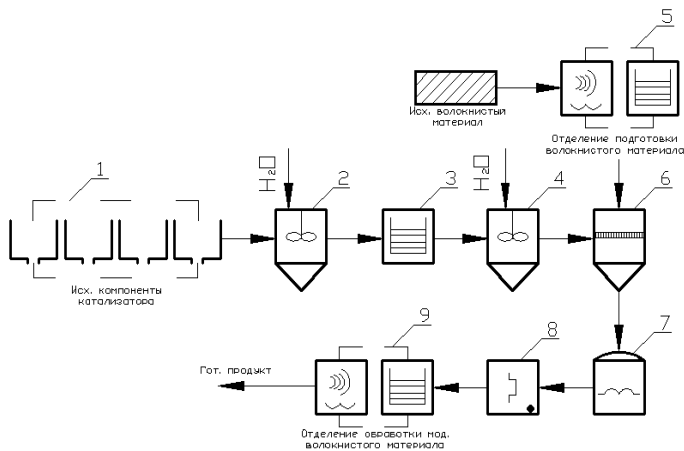 5
Исх. волокнистый
материал
Отделение подготовки
волокнистого материала
1
H₂O
2
3
H₂O
4
6
Исх. компоненты
катализатора
9
8
7
Гот. продукт
Отделение обработки мод.
волокнистого материала